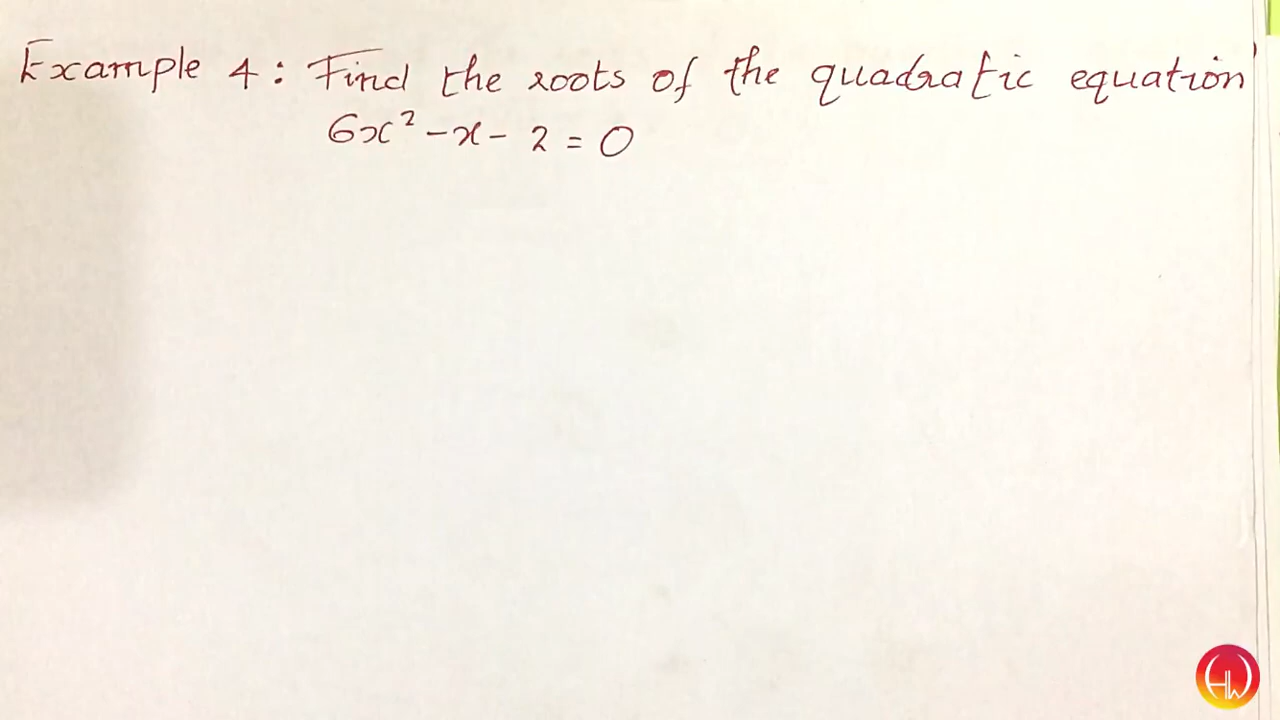 Example 4: Find the roots of the quadratic equation
6x² - x - 2 = 0